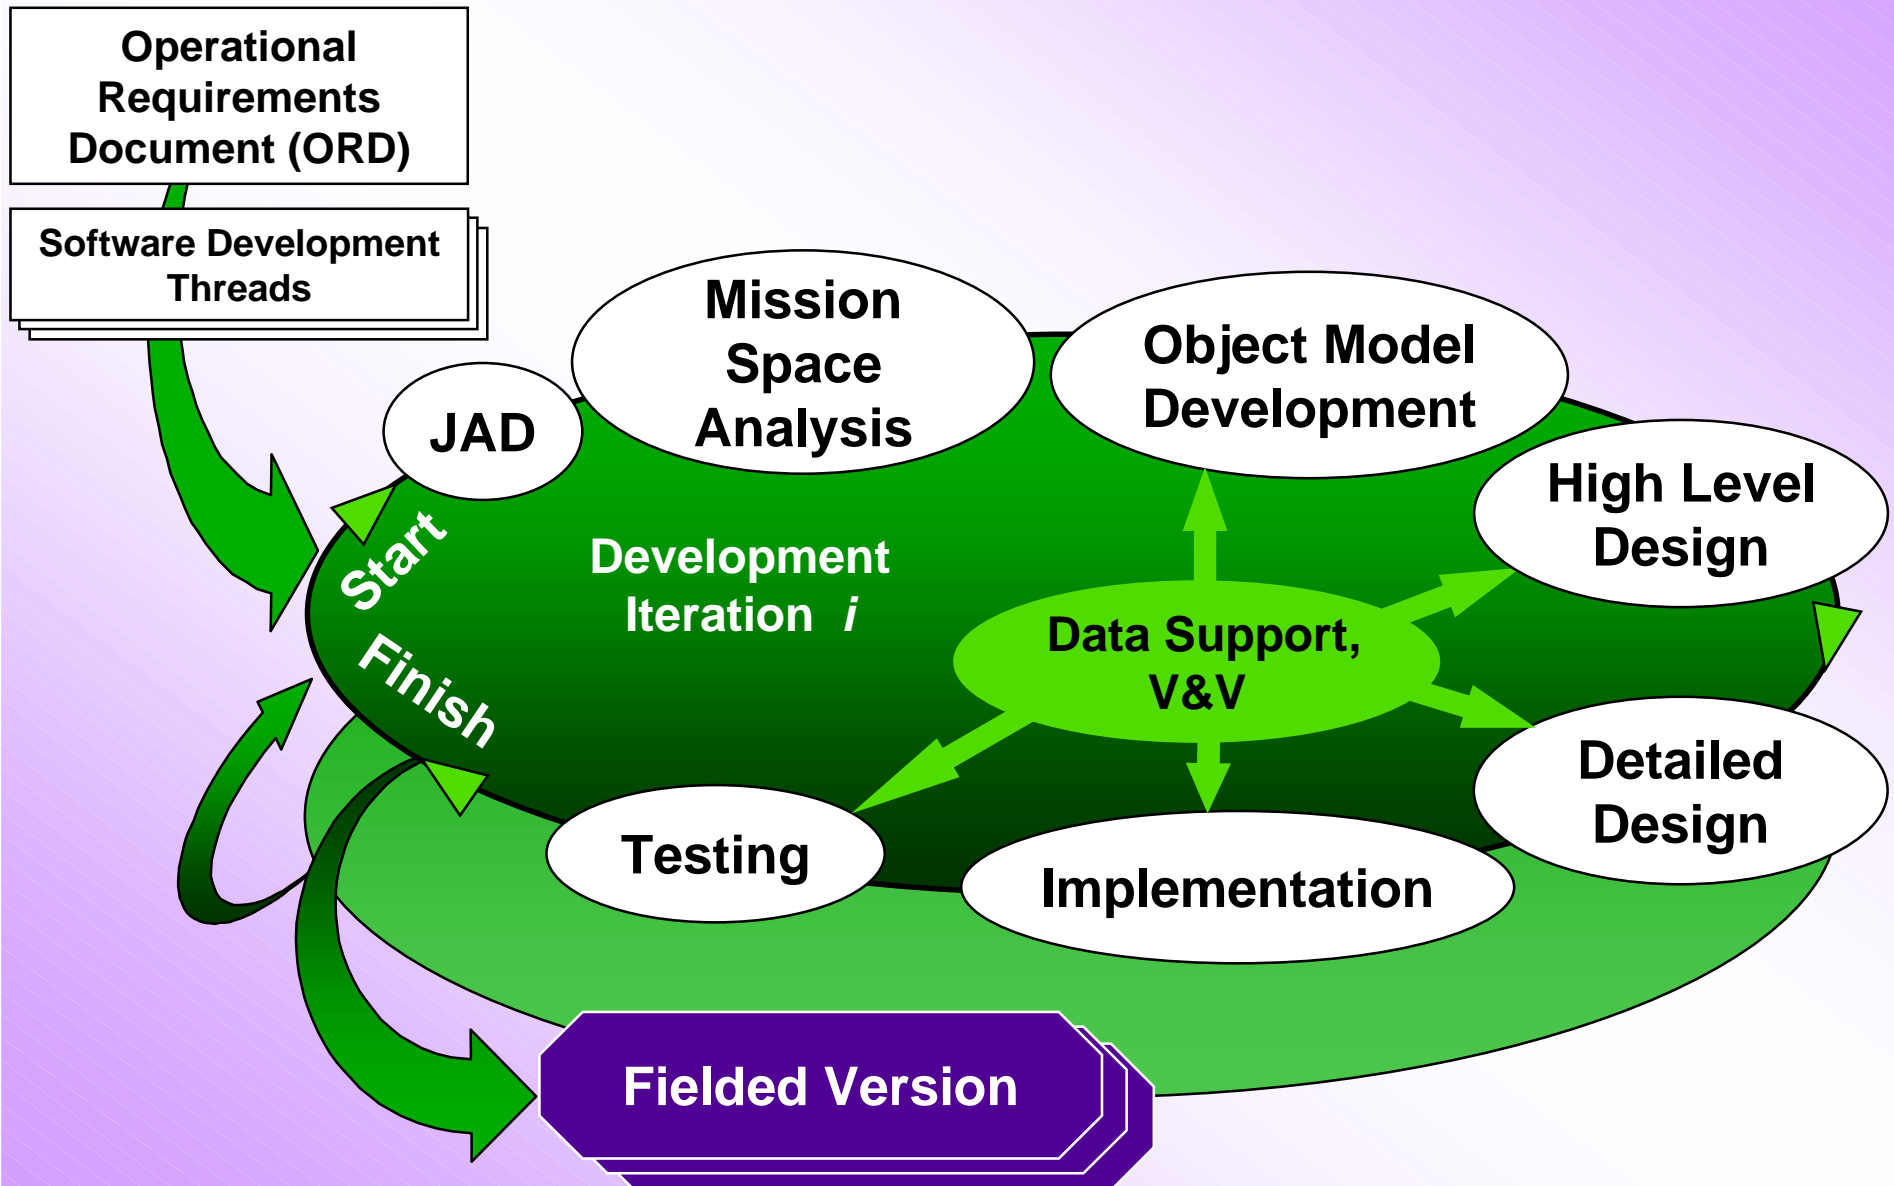 Operational
Requirements
Document (ORD)
Software Development
Threads
JAD
Mission
Space
Analysis
Object Model
Development
High Level
Design
Start
Finish
Development
Iteration i
Data Support,
V&V
Detailed
Design
Testing
Implementation
Fielded Version